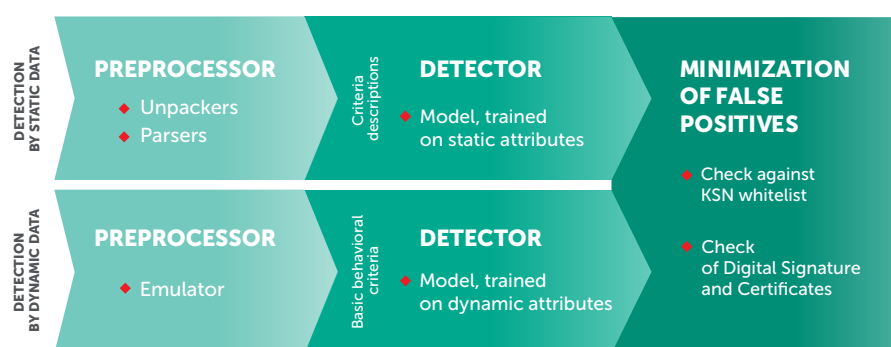 DETECTION
BY STATIC DATA
PREPROCESSOR
Unpackers
Parsers
Criteria
descriptions
DETECTOR
Model, trained
on static attributes
DETECTION
BY DYNAMIC DATA
PREPROCESSOR
Emulator
Basic behavioral
criteria
DETECTOR
Model, trained
on dynamic attributes
MINIMIZATION
OF FALSE
POSITIVES
Check against
KSN whitelist
Check
of Digital Signature
and Certificates